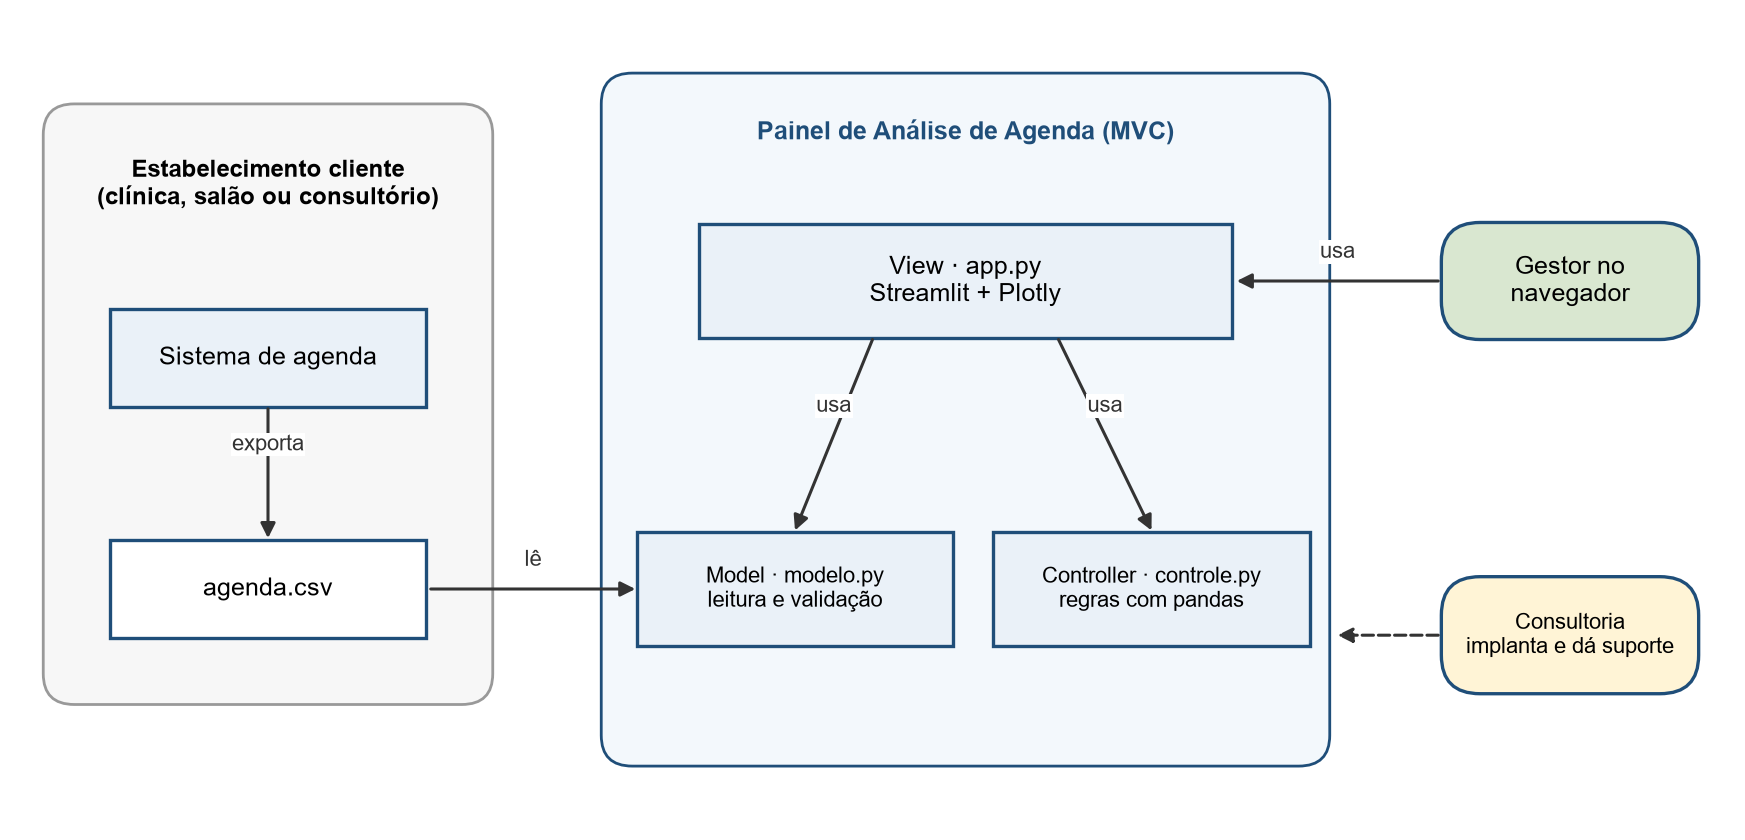 Painel de Análise de Agenda (MVC)
Estabelecimento cliente
(clínica, salão ou consultório)
View · app.py
Streamlit + Plotly
usa
Gestor no
navegador
Sistema de agenda
exporta
usa
usa
agenda.csv
lê
Model · modelo.py
leitura e validação
Controller · controle.py
regras com pandas
Consultoria
implanta e dá suporte